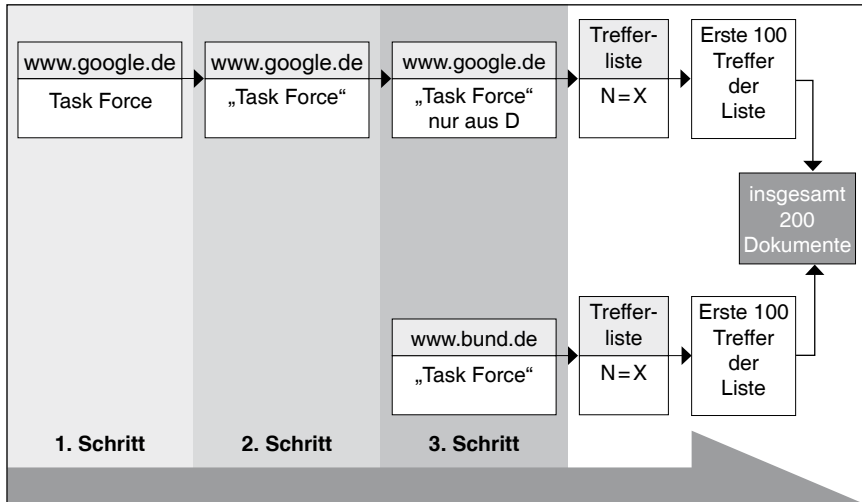 www.google.de
Task Force
www.google.de
„Task Force“
www.google.de
„Task Force“
nur aus D
Treffer-
liste
N=X
Erste 100
Treffer
der
Liste
insgesamt
200
Dokumente
www.bund.de
„Task Force“
Treffer-
liste
N=X
Erste 100
Treffer
der
Liste
1. Schritt
2. Schritt
3. Schritt